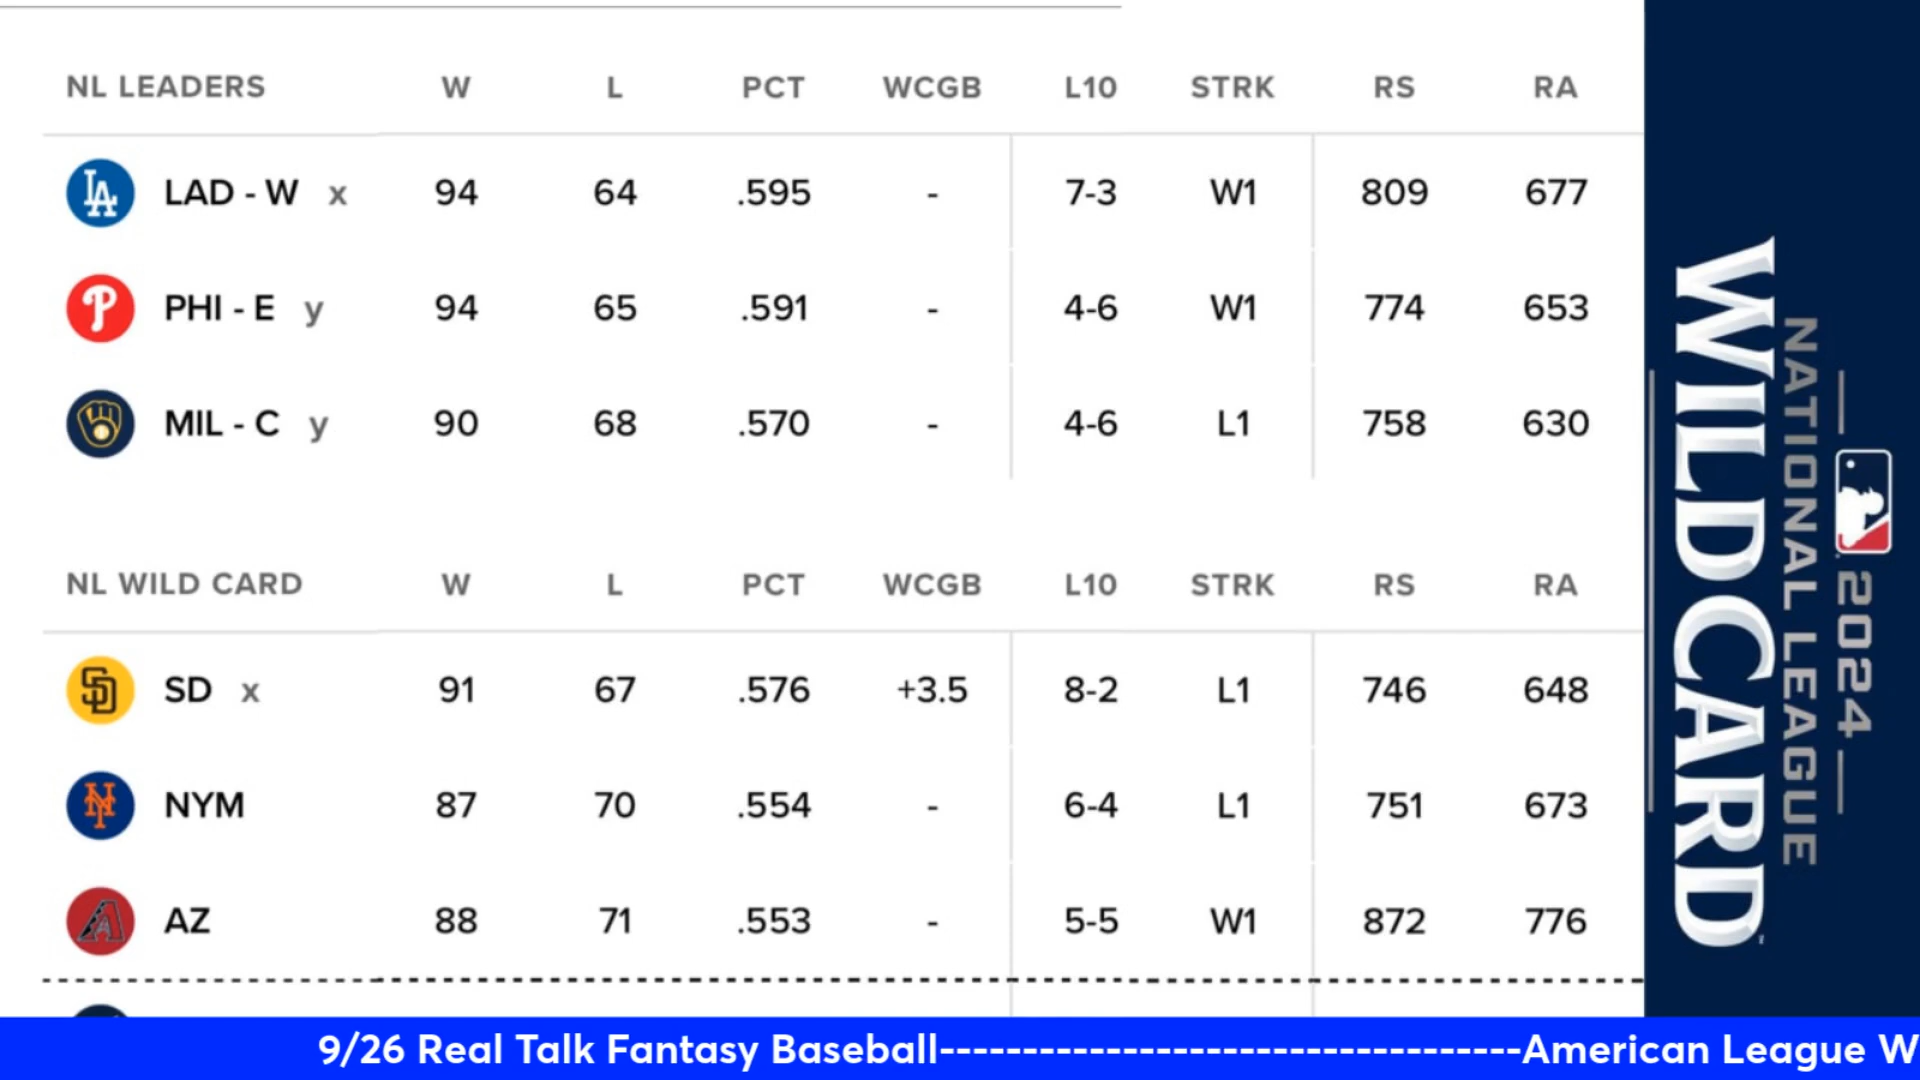 NL LEADERS W L PCT WCGB L10 STRK RS RA
LAD - W x 94 64 .595 - 7-3 W1 809 677
PHI - E y 94 65 .591 - 4-6 W1 774 653
MIL - C y 90 68 .570 - 4-6 L1 758 630
NL WILD CARD W L PCT WCGB L10 STRK RS RA
SD x 91 67 .576 +3.5 8-2 L1 746 648
NYM 87 70 .554 - 6-4 L1 751 673
AZ 88 71 .553 - 5-5 W1 872 776
2024
NATIONAL LEAGUE
WILD CARD
9/26 Real Talk Fantasy Baseball-----------------------------------American League W